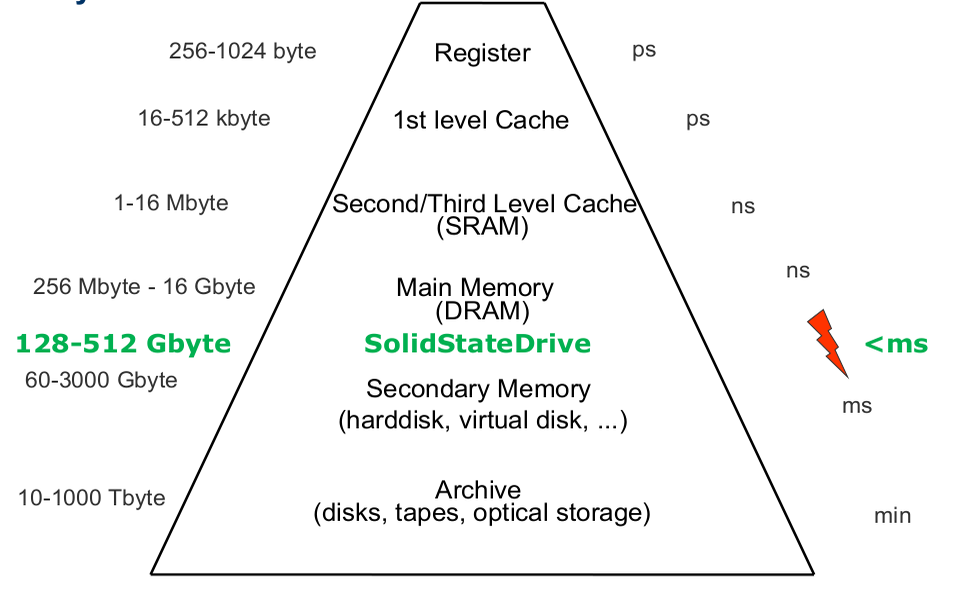 256-1024 byte Register ps
16-512 kbyte 1st level Cache ps
1-16 Mbyte Second/Third Level Cache ns
(SRAM)
ns
256 Mbyte - 16 Gbyte Main Memory
(DRAM)
128-512 Gbyte SolidStateDrive <ms
60-3000 Gbyte
Secondary Memory
ms
(harddisk, virtual disk, ...)
10-1000 Tbyte Archive
(disks, tapes, optical storage) min